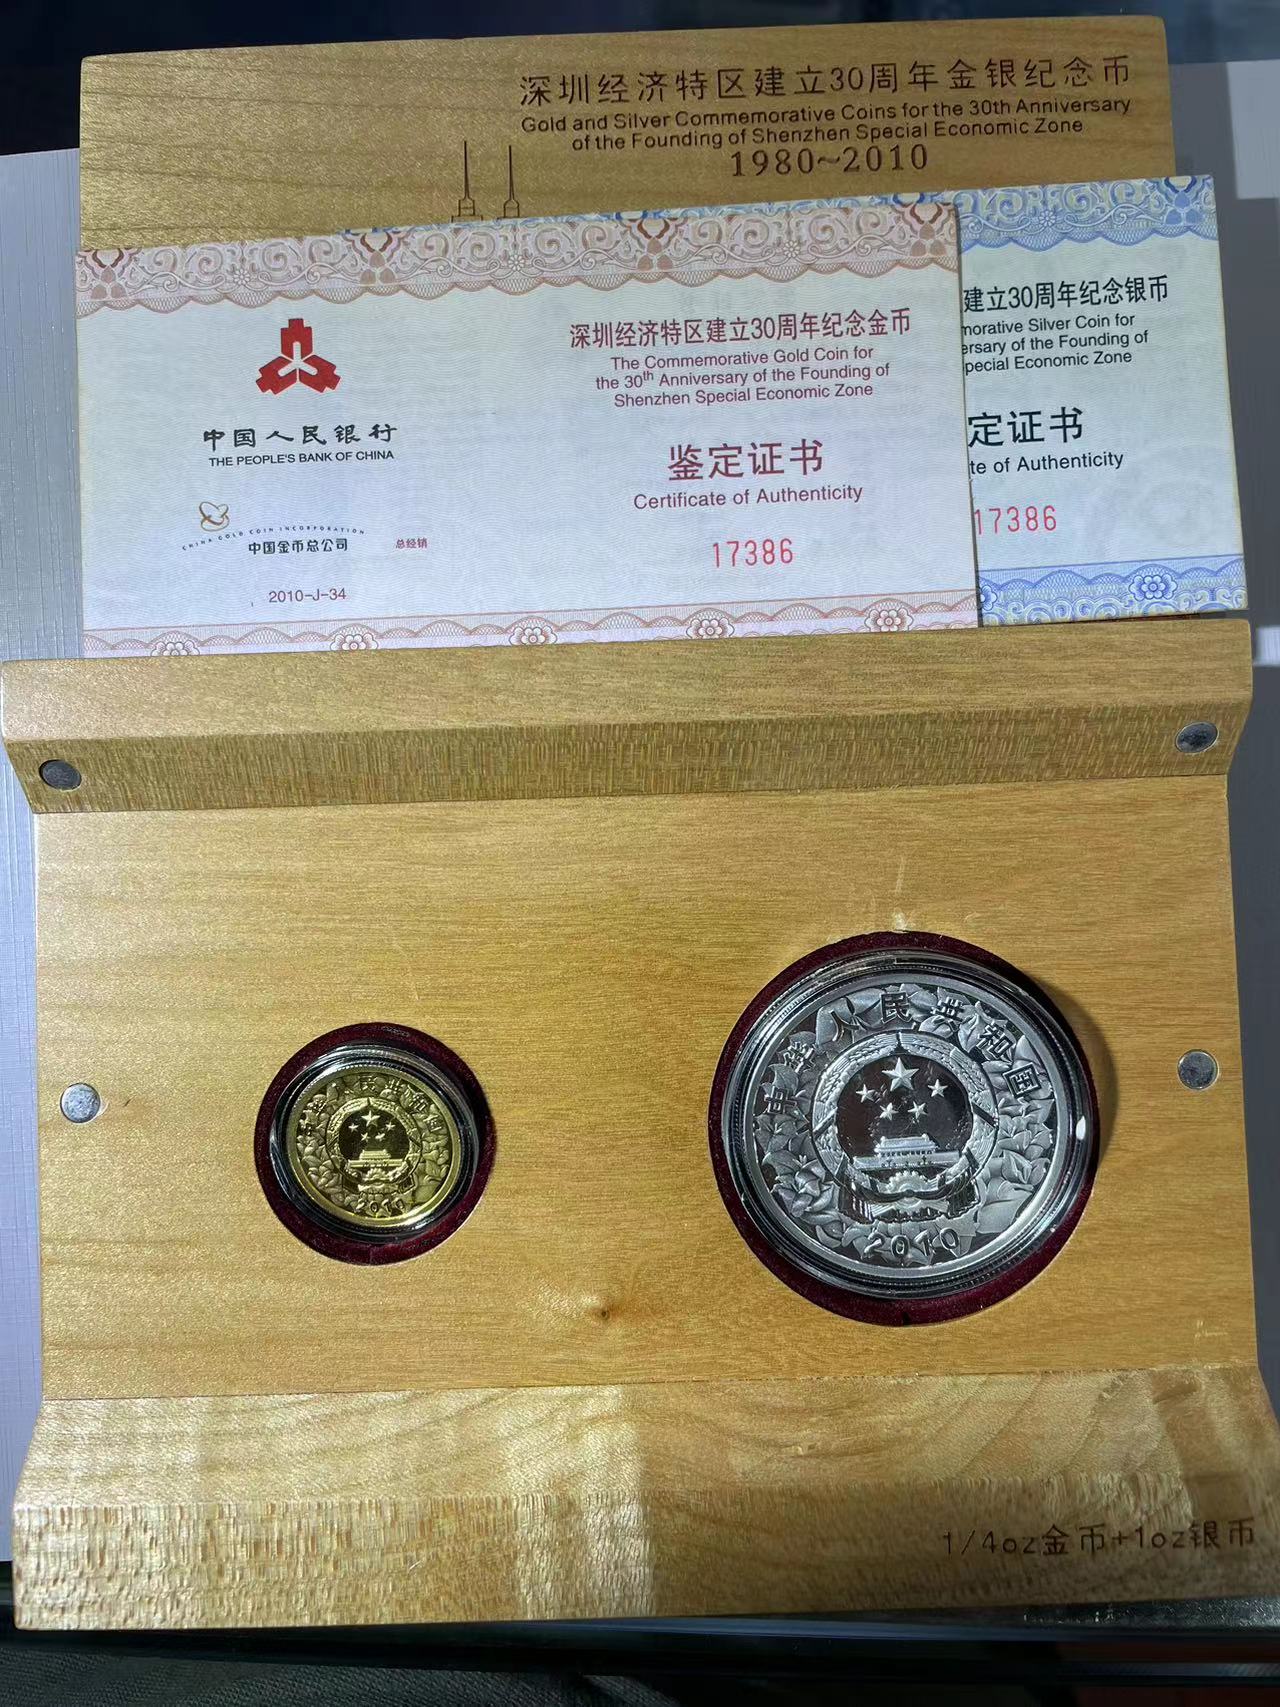 深圳经济特区建立30周年金银纪念币
Gold and Silver Commemorative Coins for the 30th Anniversary
of the Founding of Shenzhen Special Economic Zone
1980~2010
中国人民银行
THE PEOPLE'S BANK OF CHINA
CHINA GOLD COIN INCORPORATION
中国金币总公司 总经销
2010-J-34
深圳经济特区建立30周年纪念金币
The Commemorative Gold Coin for
the 30th Anniversary of the Founding of
Shenzhen Special Economic Zone
鉴定证书
Certificate of Authenticity
17386
建立30周年纪念银币
morative Silver Coin for
ersary of the Founding of
pecial Economic Zone
定证书
te of Authenticity
17386
中华人民共和国
2010
中华人民共和国
2010
1/4oz金币+1oz银币